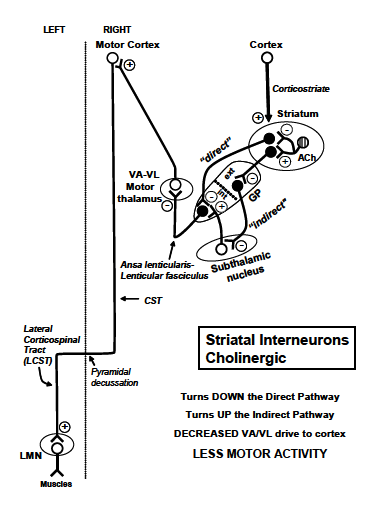 LEFT
RIGHT
Motor Cortex
Cortex
+
Corticostriate
+
Striatum
-
ACh
+
"direct"
ext
-
GP
int
-
+
VA-VL
Motor
thalamus
-
"indirect"
-
Subthalamic
nucleus
Ansa lenticularis-
Lenticular fasciculus
CST
Lateral
Corticospinal
Tract
(LCST)
Pyramidal
decussation
+
LMN
Muscles
Striatal Interneurons
Cholinergic
Turns DOWN the Direct Pathway
Turns UP the Indirect Pathway
DECREASED VA/VL drive to cortex
LESS MOTOR ACTIVITY